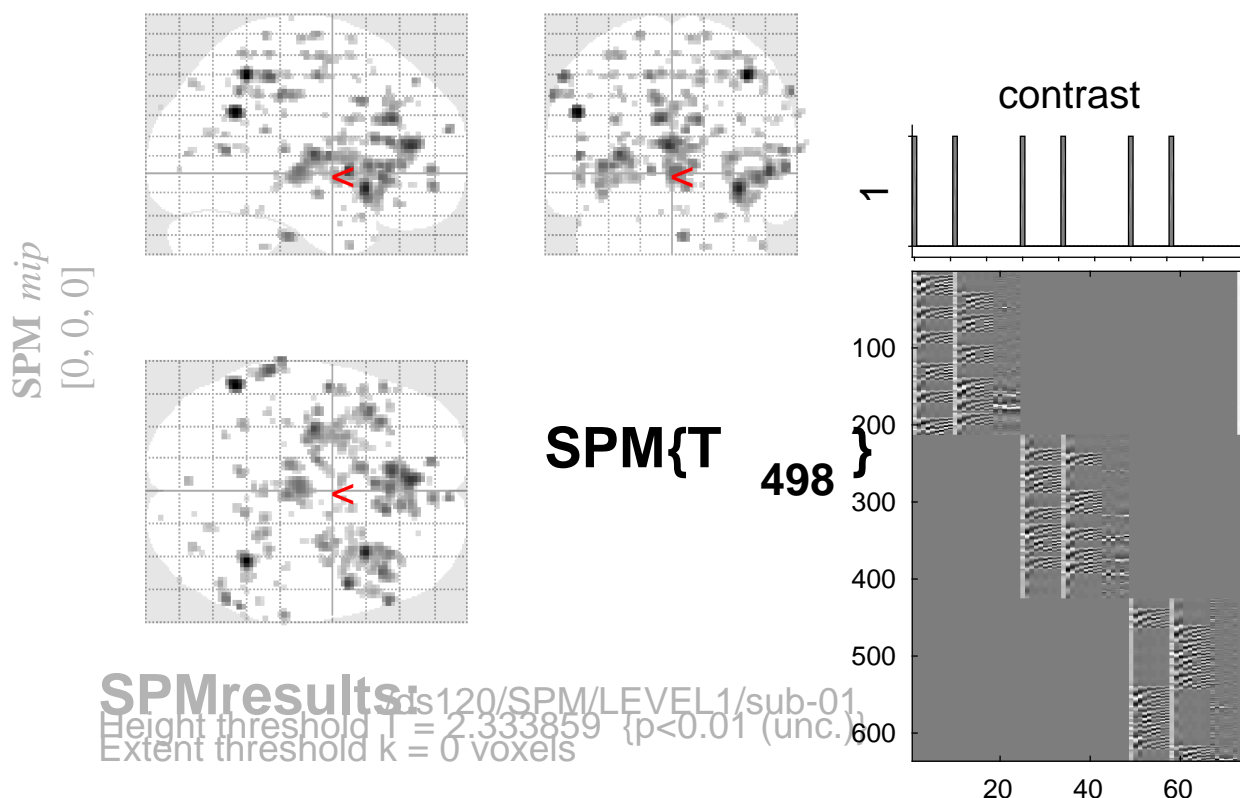 SPM mip
[0, 0, 0]
<
<
<
SPM{T498}
contrast
1
100
200
300
400
500
600
20 40 60
SPMresults: /ds120/SPM/LEVEL1/sub-01
Height threshold T = 2.333859 {p<0.01 (unc.)}
Extent threshold k = 0 voxels